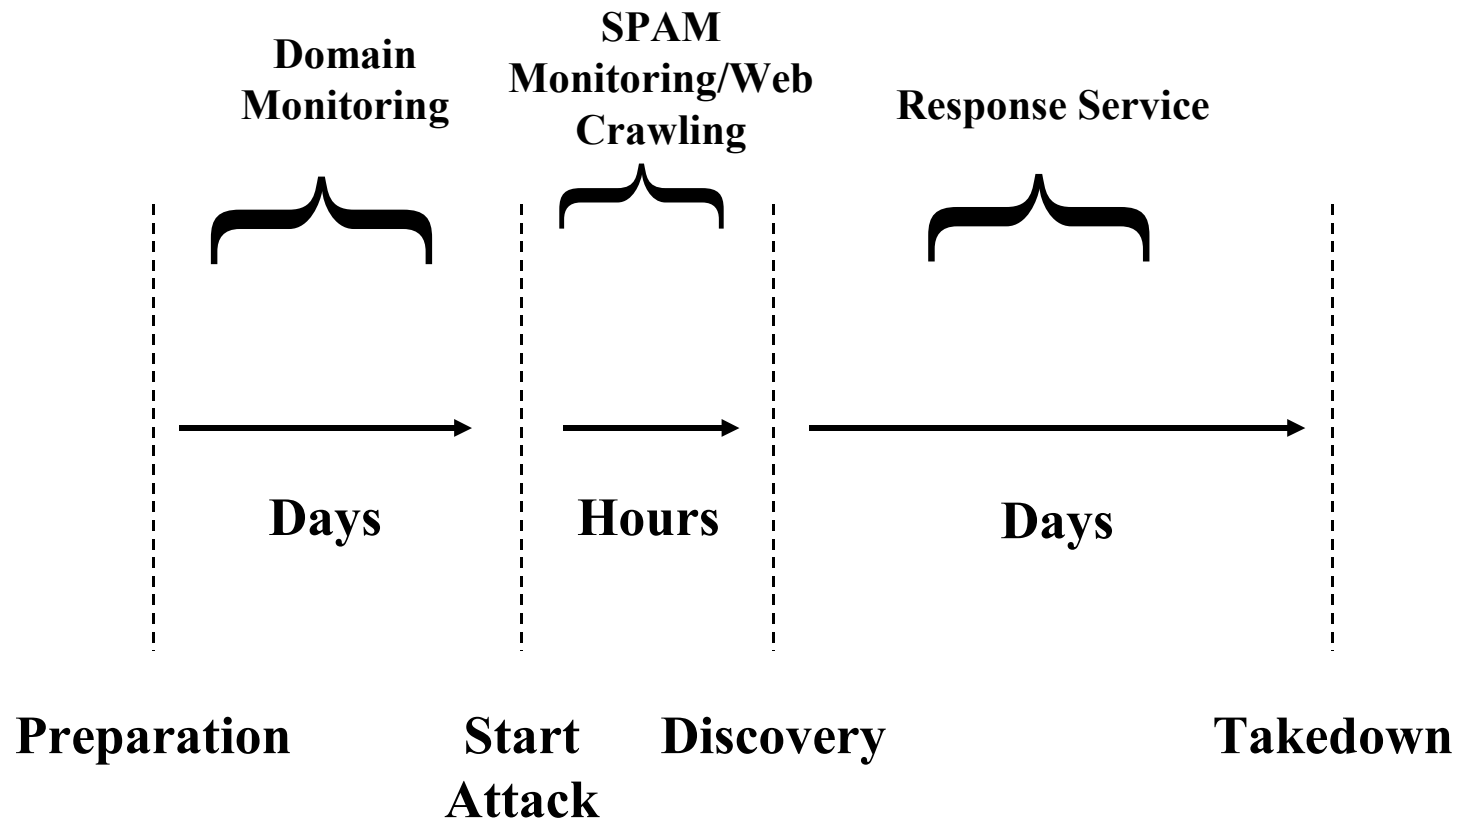 Domain
Monitoring
SPAM
Monitoring/Web
Crawling
Response Service
Days
Hours
Days
Preparation
Start
Attack
Discovery
Takedown